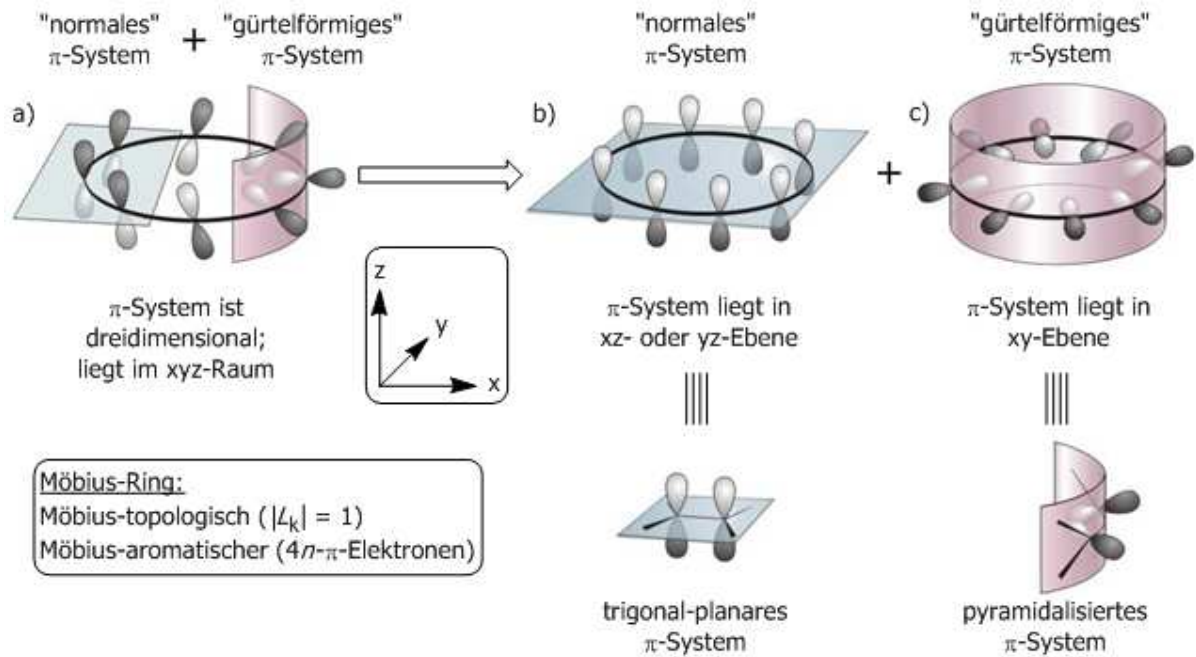 "normales"
π-System
+
"gürtelförmiges"
π-System
"normales"
π-System
"gürtelförmiges"
π-System
a)
b)
+
c)
π-System ist
dreidimensional;
liegt im xyz-Raum
z
y
x
π-System liegt in
xz- oder yz-Ebene
π-System liegt in
xy-Ebene
Möbius-Ring:
Möbius-topologisch (|Lₖ| = 1)
Möbius-aromatischer (4n-π-Elektronen)
trigonal-planares
π-System
pyramidalisiertes
π-System